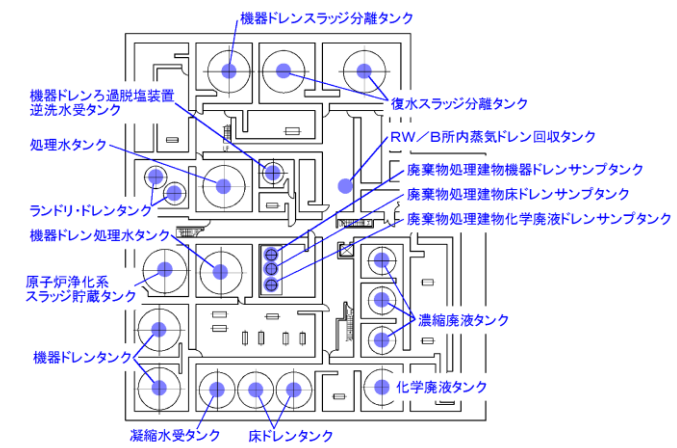 機器ドレンスラッジ分離タンク
復水スラッジ分離タンク
機器ドレンろ過脱塩装置
逆洗水受タンク
RW/B所内蒸気ドレン回収タンク
処理水タンク
廃棄物処理建物機器ドレンサンプタンク
廃棄物処理建物床ドレンサンプタンク
ランドリ・ドレンタンク
廃棄物処理建物化学廃液ドレンサンプタンク
機器ドレン処理水タンク
原子炉浄化系
スラッジ貯蔵タンク
濃縮廃液タンク
機器ドレンタンク
化学廃液タンク
凝縮水受タンク
床ドレンタンク